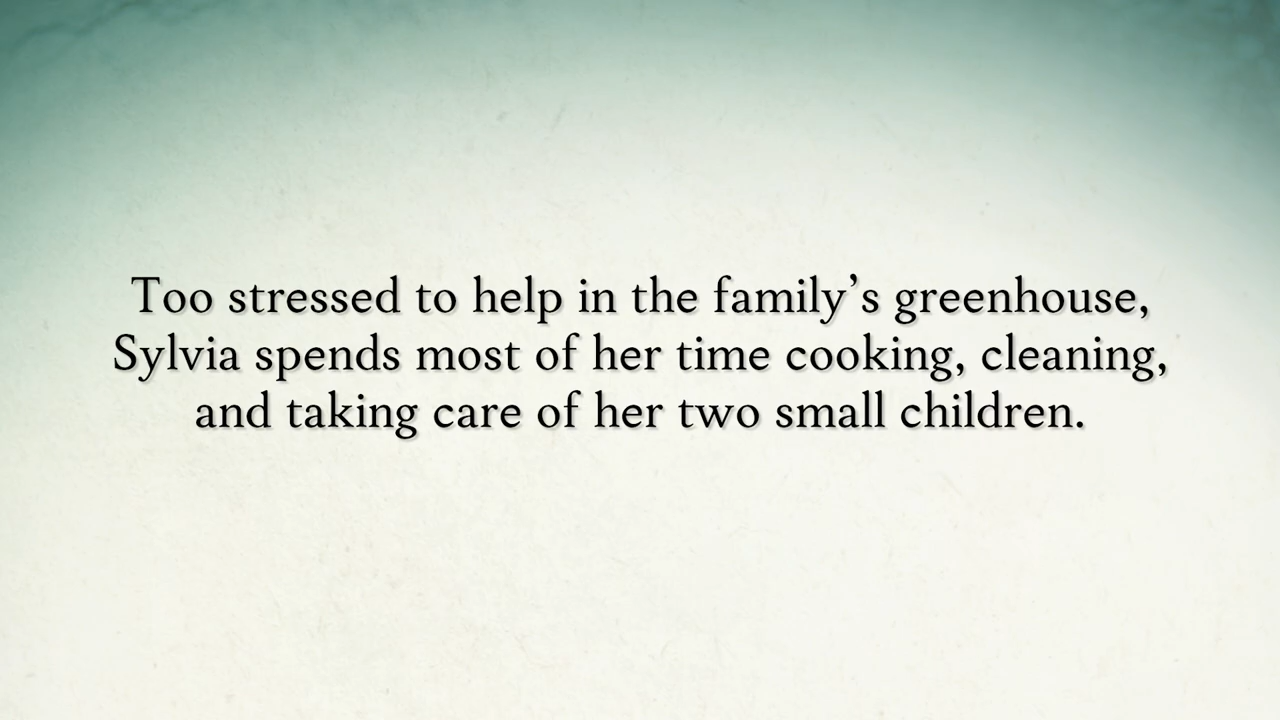 Too stressed to help in the family’s greenhouse,
Sylvia spends most of her time cooking, cleaning,
and taking care of her two small children.